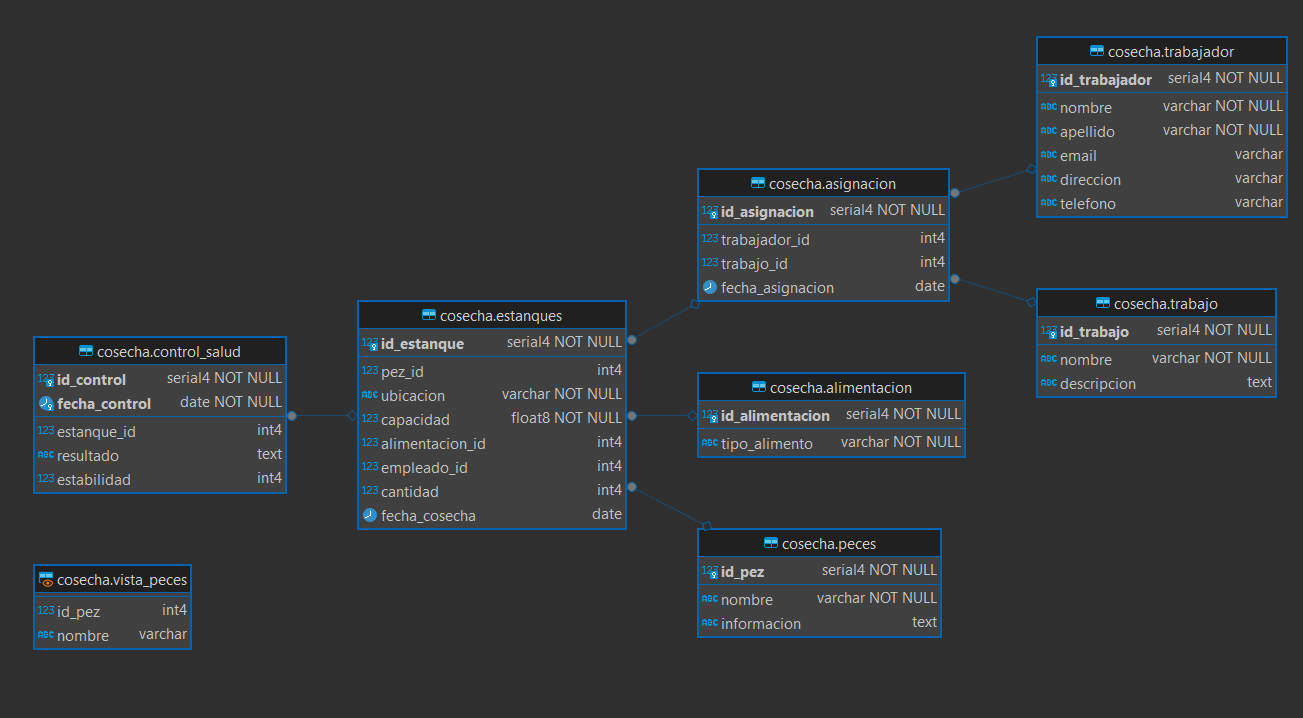 cosecha.trabajador
123 id_trabajador serial4 NOT NULL
ABC nombre varchar NOT NULL
ABC apellido varchar NOT NULL
ABC email varchar
ABC direccion varchar
ABC telefono varchar
cosecha.asignacion
123 id_asignacion serial4 NOT NULL
123 trabajador_id int4
123 trabajo_id int4
fecha_asignacion date
cosecha.trabajo
123 id_trabajo serial4 NOT NULL
ABC nombre varchar NOT NULL
ABC descripcion text
cosecha.estanques
123 id_estanque serial4 NOT NULL
123 pez_id int4
ABC ubicacion varchar NOT NULL
123 capacidad float8 NOT NULL
123 alimentacion_id int4
123 empleado_id int4
123 cantidad int4
fecha_cosecha date
cosecha.control_salud
123 id_control serial4 NOT NULL
fecha_control date NOT NULL
123 estanque_id int4
ABC resultado text
123 estabilidad int4
cosecha.alimentacion
123 id_alimentacion serial4 NOT NULL
ABC tipo_alimento varchar NOT NULL
cosecha.peces
123 id_pez serial4 NOT NULL
ABC nombre varchar NOT NULL
ABC informacion text
cosecha.vista_peces
123 id_pez int4
ABC nombre varchar